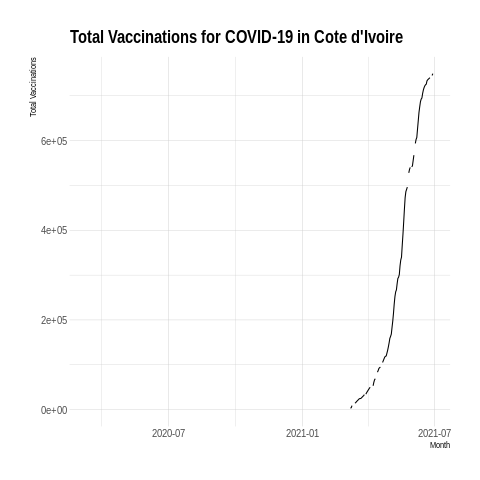 Total Vaccinations for COVID-19 in Cote d'Ivoire
Total Vaccinations
6e+05
4e+05
2e+05
0e+00
2020-07
2021-01
2021-07
Month